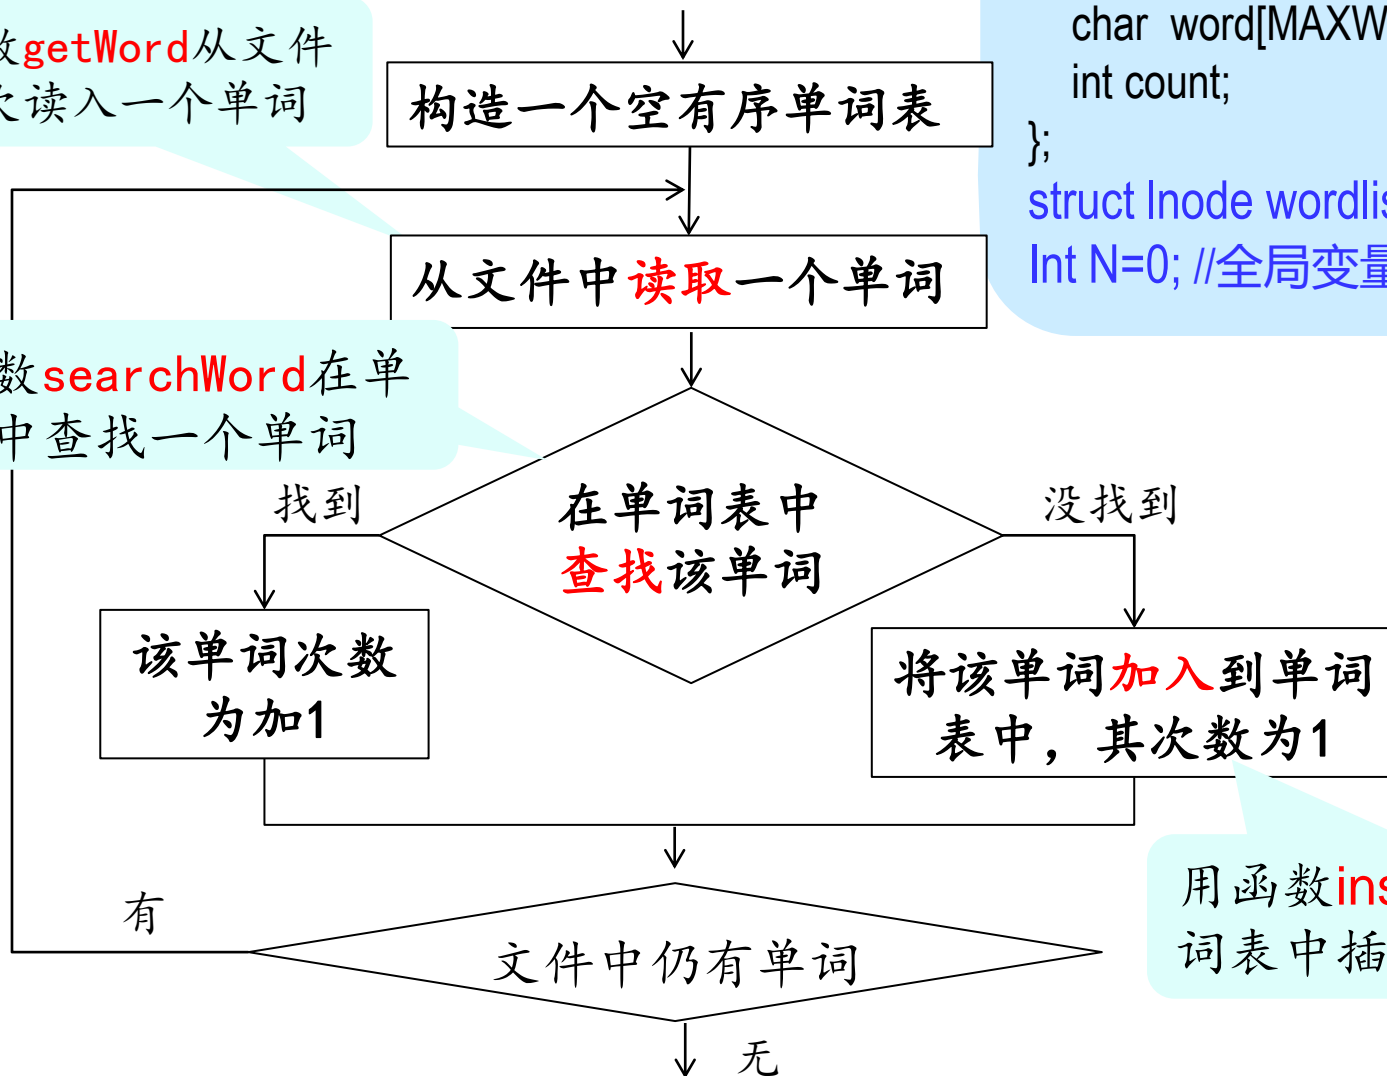 数getWord从文件
次读入一个单词
char word[MAXW
int count;
};
struct lnode wordlis
Int N=0; //全局变量
构造一个空有序单词表
从文件中读取一个单词
数searchWord在单
中查找一个单词
找到
在单词表中
查找该单词
没找到
该单词次数
为加1
将该单词加入到单词
表中，其次数为1
用函数ins
词表中插
有
文件中仍有单词
无